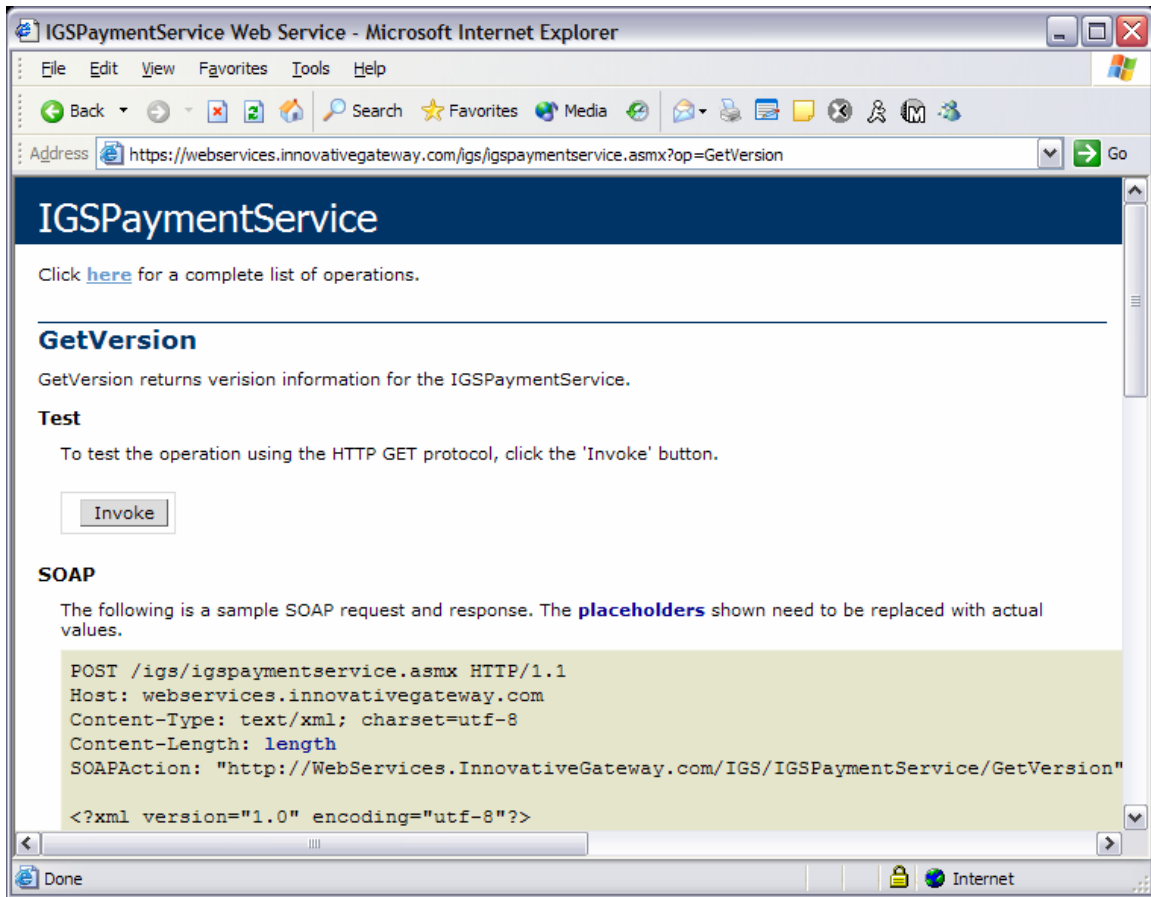 IGSPaymentService Web Service - Microsoft Internet Explorer
File Edit View Favorites Tools Help
Back Search Favorites Media
Address https://webservices.innovativegateway.com/igs/igspaymentservice.asmx?op=GetVersion Go
IGSPaymentService
Click here for a complete list of operations.
GetVersion
GetVersion returns verision information for the IGSPaymentService.
Test
To test the operation using the HTTP GET protocol, click the 'Invoke' button.
Invoke
SOAP
The following is a sample SOAP request and response. The placeholders shown need to be replaced with actual
values.
POST /igs/igspaymentservice.asmx HTTP/1.1
Host: webservices.innovativegateway.com
Content-Type: text/xml; charset=utf-8
Content-Length: length
SOAPAction: "http://WebServices.InnovativeGateway.com/IGS/IGSPaymentService/GetVersion"
<?xml version="1.0" encoding="utf-8"?>
Done Internet